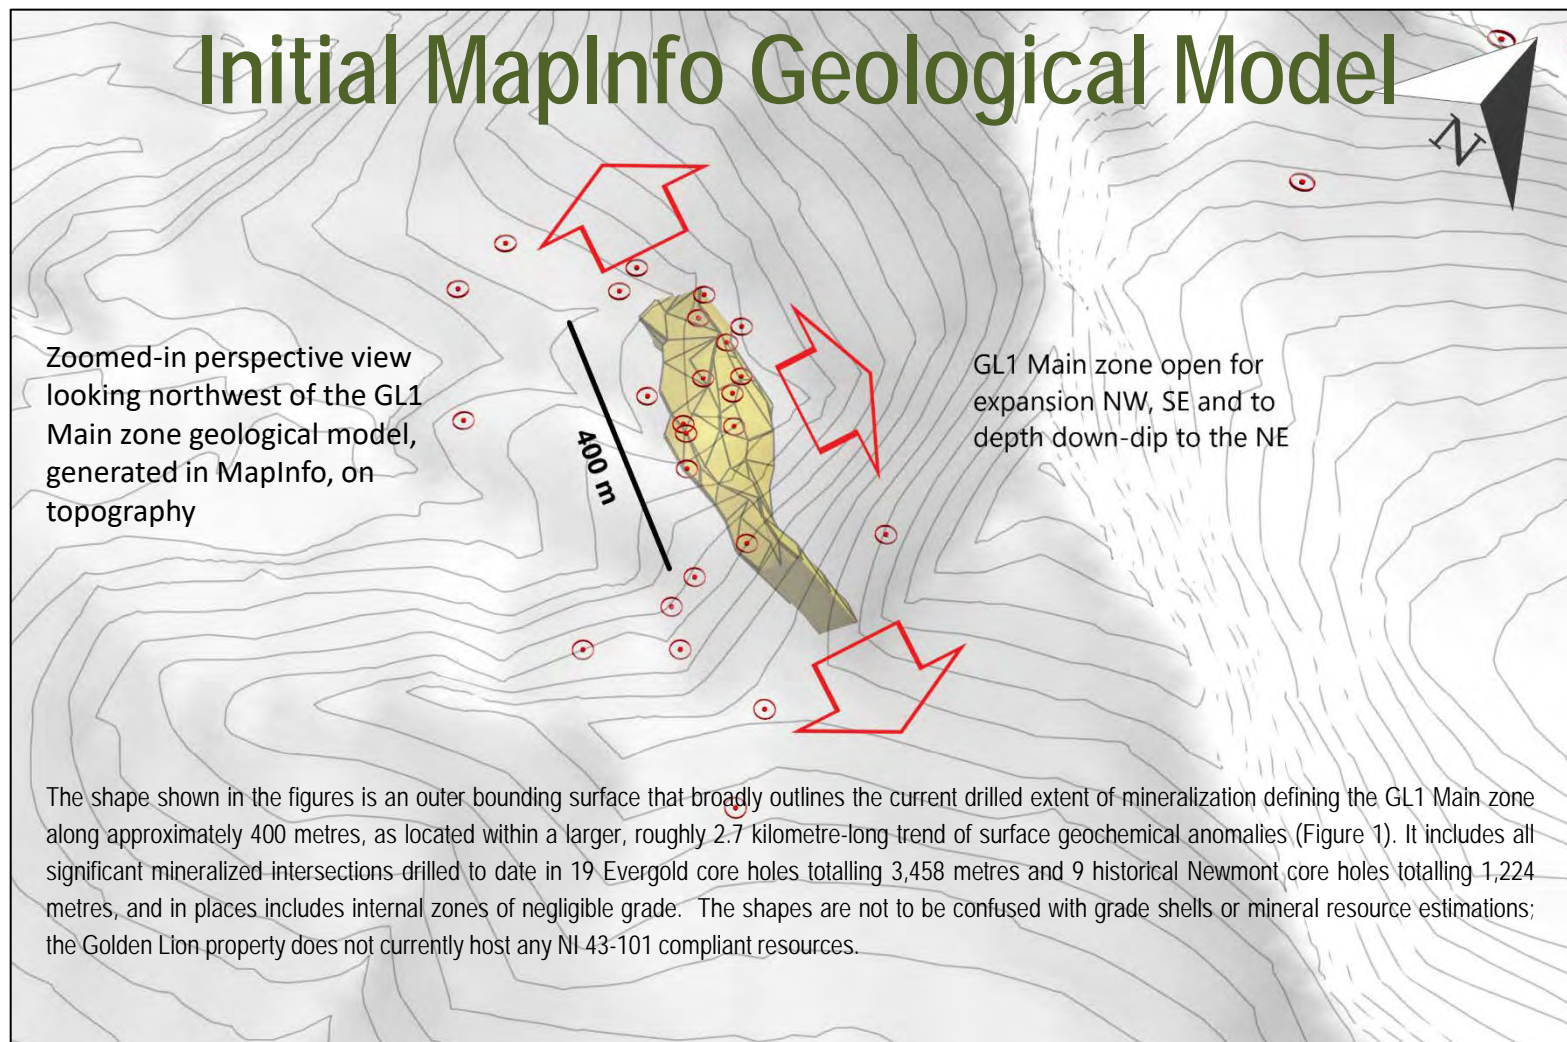 Initial MapInfo Geological Model
N
Zoomed-in perspective view
looking northwest of the GL1
Main zone geological model,
generated in MapInfo, on
topography
400 m
GL1 Main zone open for
expansion NW, SE and to
depth down-dip to the NE
The shape shown in the figures is an outer bounding surface that broadly outlines the current drilled extent of mineralization defining the GL1 Main zone
along approximately 400 metres, as located within a larger, roughly 2.7 kilometre-long trend of surface geochemical anomalies (Figure 1). It includes all
significant mineralized intersections drilled to date in 19 Evergold core holes totalling 3,458 metres and 9 historical Newmont core holes totalling 1,224
metres, and in places includes internal zones of negligible grade. The shapes are not to be confused with grade shells or mineral resource estimations;
the Golden Lion property does not currently host any NI 43-101 compliant resources.